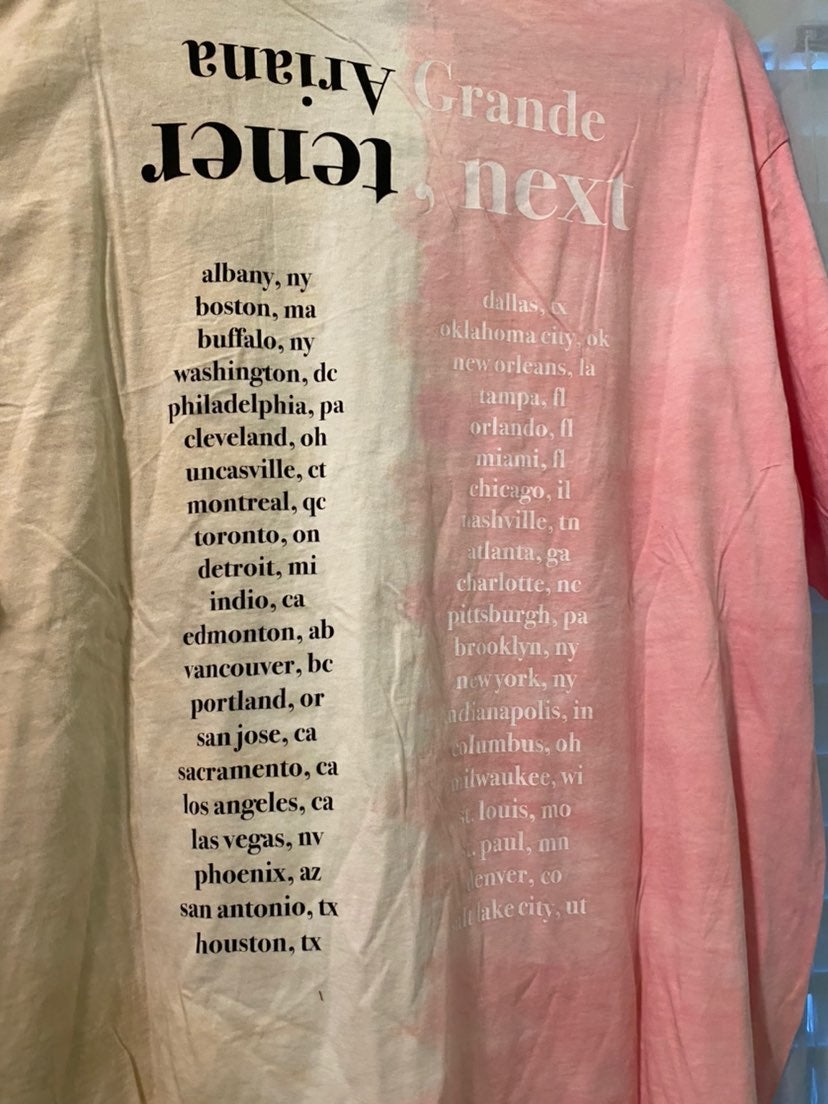 Ariana Grande
tener, next
albany, ny
boston, ma
buffalo, ny
washington, dc
philadelphia, pa
cleveland, oh
uncasville, ct
montreal, qc
toronto, on
detroit, mi
indio, ca
edmonton, ab
vancouver, bc
portland, or
san jose, ca
sacramento, ca
los angeles, ca
las vegas, nv
phoenix, az
san antonio, tx
houston, tx
dallas, tx
oklahoma city, ok
new orleans, la
tampa, fl
orlando, fl
miami, fl
chicago, il
nashville, tn
atlanta, ga
charlotte, nc
pittsburgh, pa
brooklyn, ny
new york, ny
indianapolis, in
columbus, oh
milwaukee, wi
st. louis, mo
paul, mn
denver, co
lake city, ut